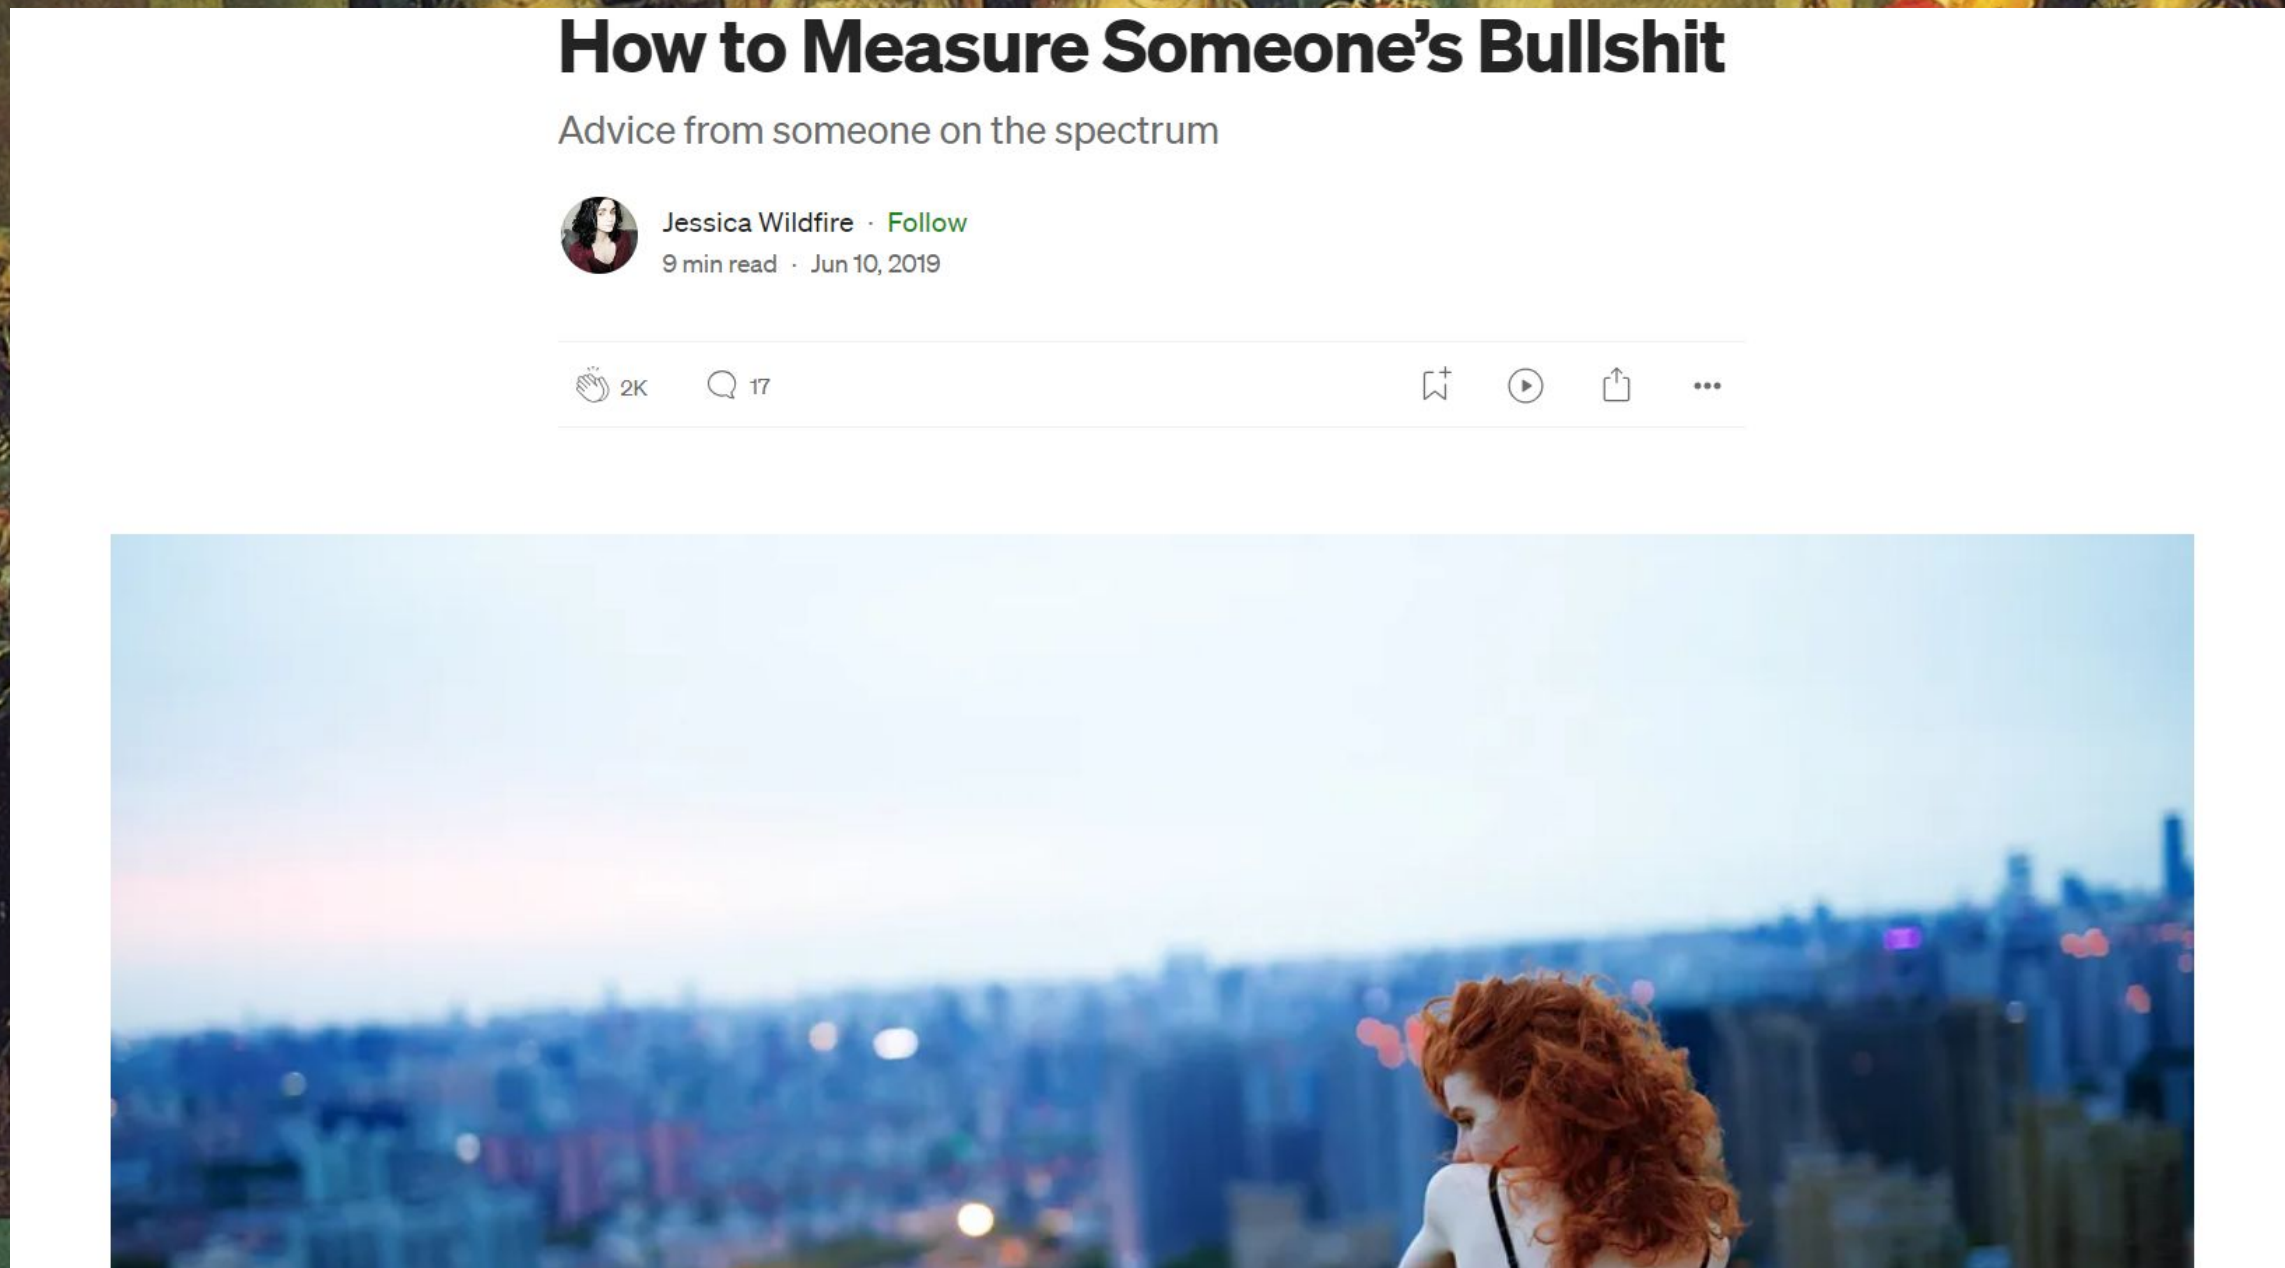 How to Measure Someone’s Bullshit
Advice from someone on the spectrum
Jessica Wildfire · Follow
9 min read · Jun 10, 2019
2K 17